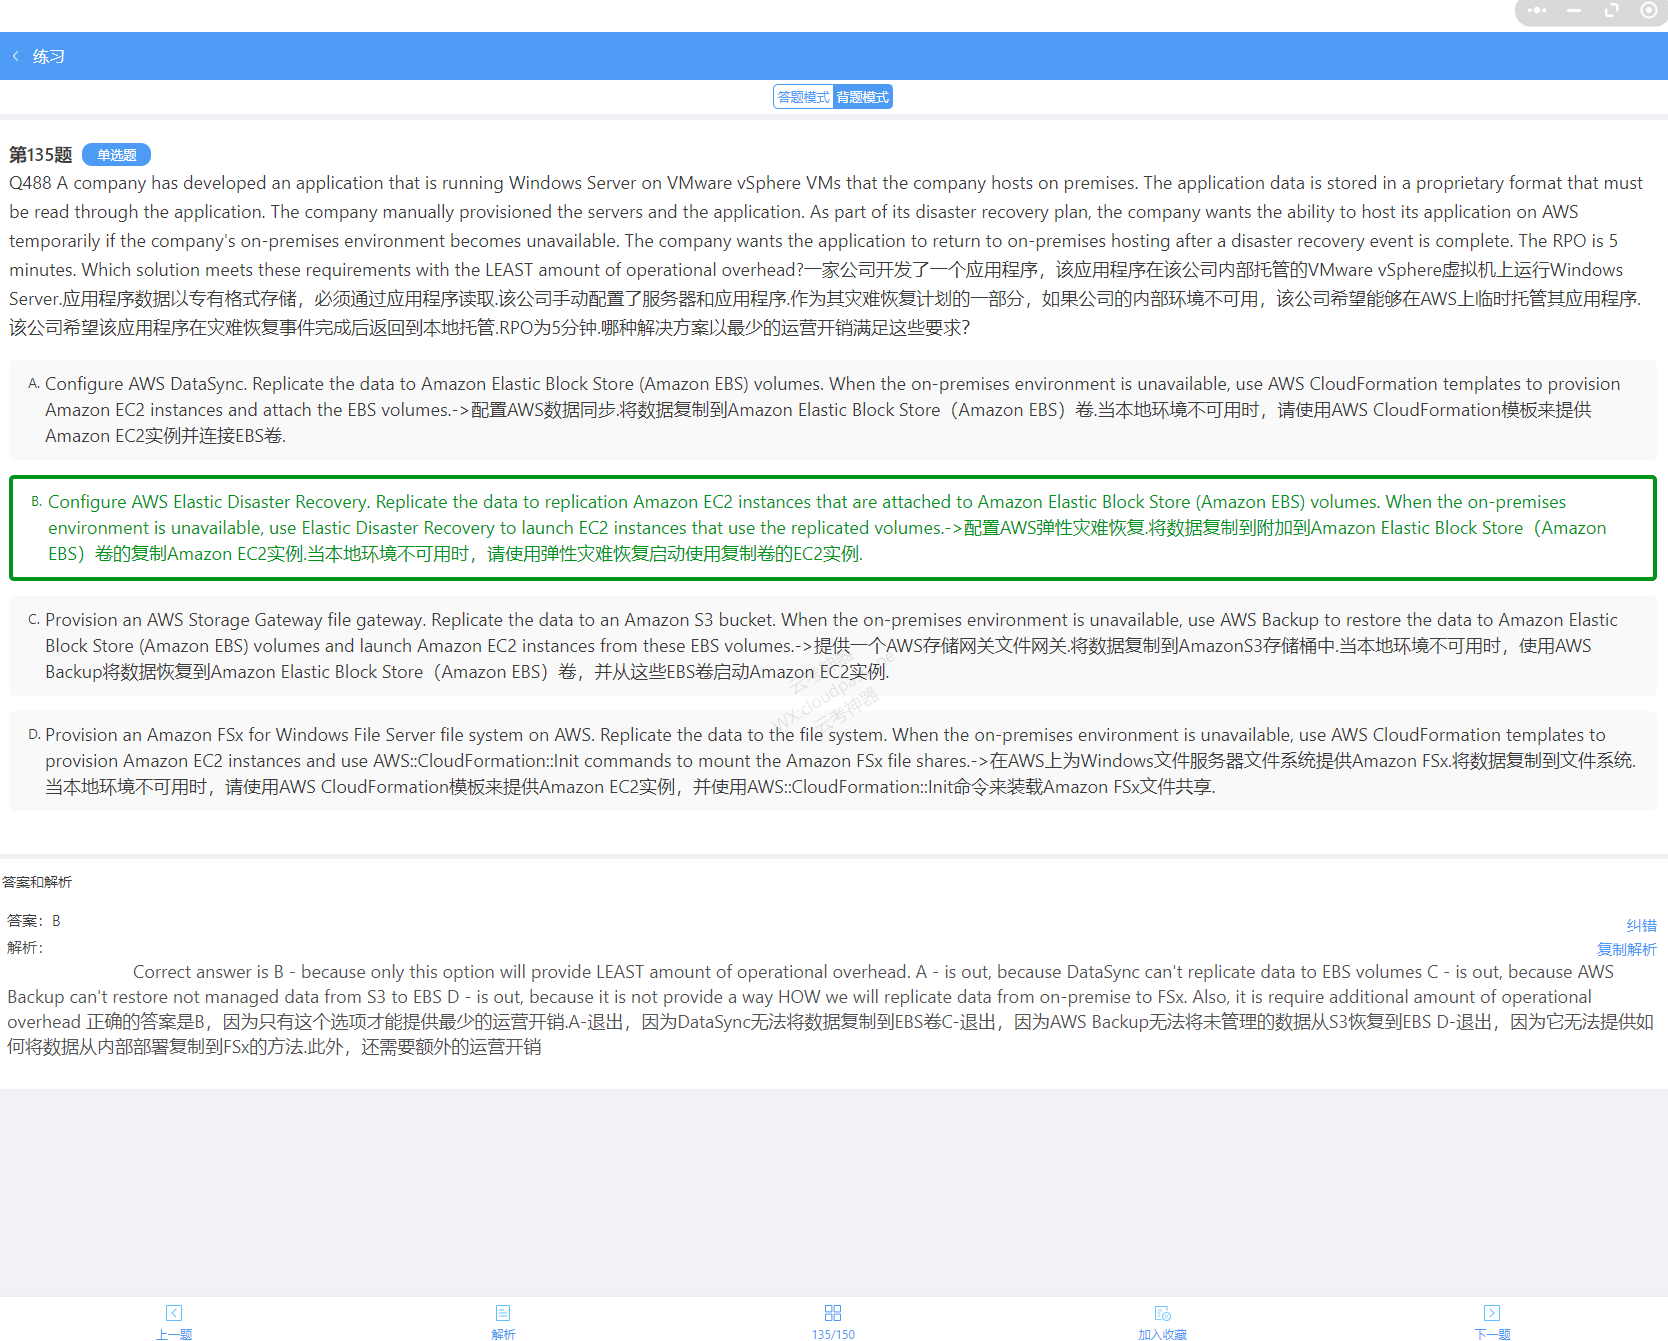 练习
答题模式 背题模式
第135题 单选题
Q488 A company has developed an application that is running Windows Server on VMware vSphere VMs that the company hosts on premises. The application data is stored in a proprietary format that must
be read through the application. The company manually provisioned the servers and the application. As part of its disaster recovery plan, the company wants the ability to host its application on AWS
temporarily if the company's on-premises environment becomes unavailable. The company wants the application to return to on-premises hosting after a disaster recovery event is complete. The RPO is 5
minutes. Which solution meets these requirements with the LEAST amount of operational overhead?一家公司开发了一个应用程序，该应用程序在该公司内部托管的VMware vSphere虚拟机上运行Windows
Server.应用程序数据以专有格式存储，必须通过应用程序读取.该公司手动配置了服务器和应用程序.作为其灾难恢复计划的一部分，如果公司的内部环境不可用，该公司希望能够在AWS上临时托管其应用程序.
该公司希望该应用程序在灾难恢复事件完成后返回到本地托管.RPO为5分钟.哪种解决方案以最少的运营开销满足这些要求?
A. Configure AWS DataSync. Replicate the data to Amazon Elastic Block Store (Amazon EBS) volumes. When the on-premises environment is unavailable, use AWS CloudFormation templates to provision
Amazon EC2 instances and attach the EBS volumes.->配置AWS数据同步.将数据复制到Amazon Elastic Block Store（Amazon EBS）卷.当本地环境不可用时，请使用AWS CloudFormation模板来提供
Amazon EC2实例并连接EBS卷.
B. Configure AWS Elastic Disaster Recovery. Replicate the data to replication Amazon EC2 instances that are attached to Amazon Elastic Block Store (Amazon EBS) volumes. When the on-premises
environment is unavailable, use Elastic Disaster Recovery to launch EC2 instances that use the replicated volumes.->配置AWS弹性灾难恢复.将数据复制到附加到Amazon Elastic Block Store（Amazon
EBS）卷的复制Amazon EC2实例.当本地环境不可用时，请使用弹性灾难恢复启动使用复制卷的EC2实例.
C. Provision an AWS Storage Gateway file gateway. Replicate the data to an Amazon S3 bucket. When the on-premises environment is unavailable, use AWS Backup to restore the data to Amazon Elastic
Block Store (Amazon EBS) volumes and launch Amazon EC2 instances from these EBS volumes.->提供一个AWS存储网关文件网关.将数据复制到AmazonS3存储桶中.当本地环境不可用时，使用AWS
Backup将数据恢复到Amazon Elastic Block Store（Amazon EBS）卷，并从这些EBS卷启动Amazon EC2实例.
云考神器
WX:cloudpa
云考神器
D. Provision an Amazon FSx for Windows File Server file system on AWS. Replicate the data to the file system. When the on-premises environment is unavailable, use AWS CloudFormation templates to
provision Amazon EC2 instances and use AWS::CloudFormation::Init commands to mount the Amazon FSx file shares.->在AWS上为Windows文件服务器文件系统提供Amazon FSx.将数据复制到文件系统.
当本地环境不可用时，请使用AWS CloudFormation模板来提供Amazon EC2实例，并使用AWS::CloudFormation::Init命令来装载Amazon FSx文件共享.
答案和解析
答案：B
纠错
解析：
复制解析
Correct answer is B - because only this option will provide LEAST amount of operational overhead. A - is out, because DataSync can't replicate data to EBS volumes C - is out, because AWS
Backup can't restore not managed data from S3 to EBS D - is out, because it is not provide a way HOW we will replicate data from on-premise to FSx. Also, it is require additional amount of operational
overhead 正确的答案是B，因为只有这个选项才能提供最少的运营开销.A-退出，因为DataSync无法将数据复制到EBS卷C-退出，因为AWS Backup无法将未管理的数据从S3恢复到EBS D-退出，因为它无法提供如
何将数据从内部部署复制到FSx的方法.此外，还需要额外的运营开销
上一题 解析 135/150 加入收藏 下一题